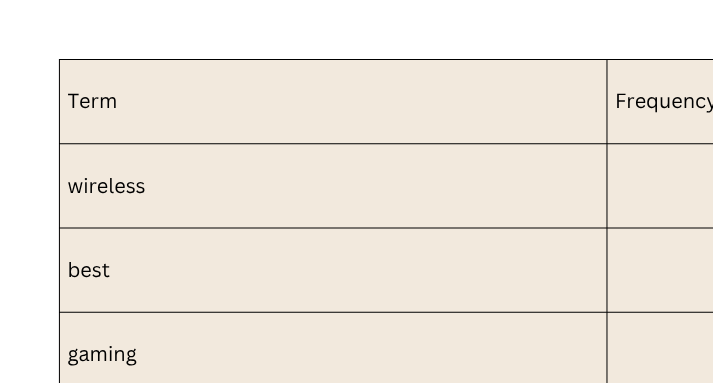 Term Frequency
wireless
best
gaming